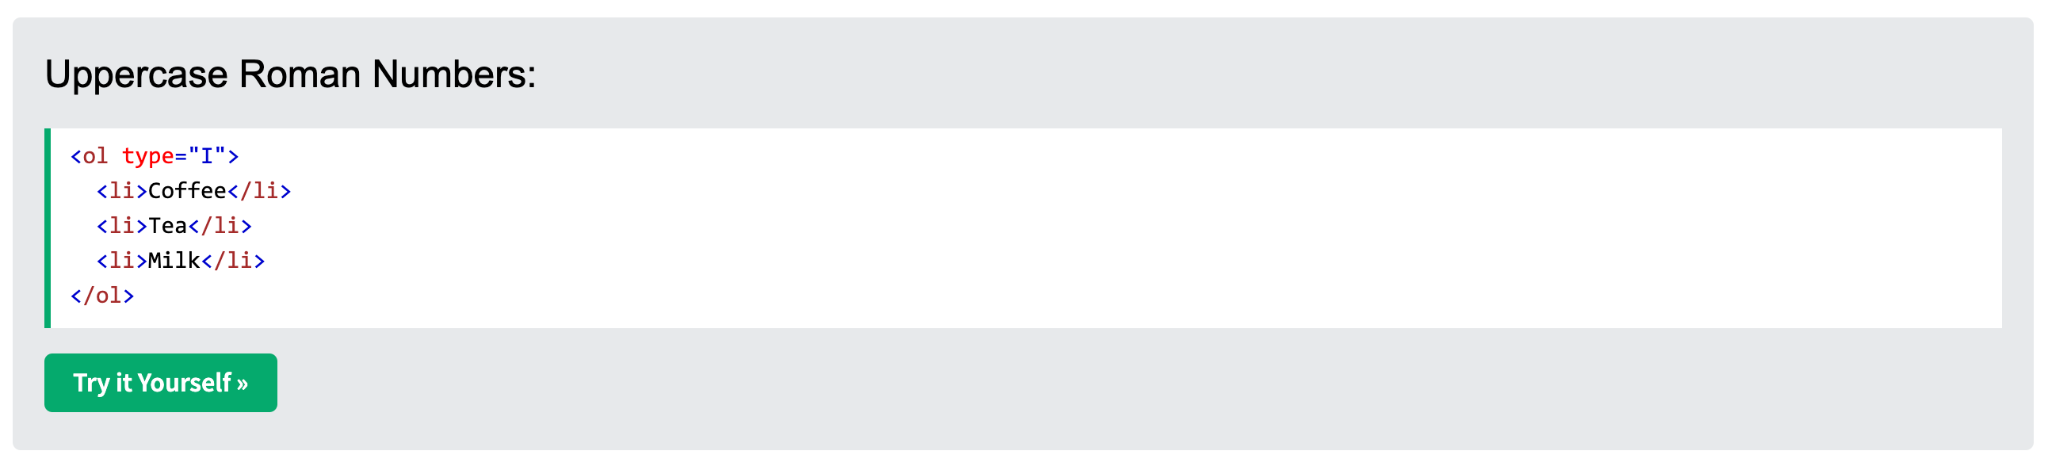 Uppercase Roman Numbers:
<ol type="I">
  <li>Coffee</li>
  <li>Tea</li>
  <li>Milk</li>
</ol>
Try it Yourself »